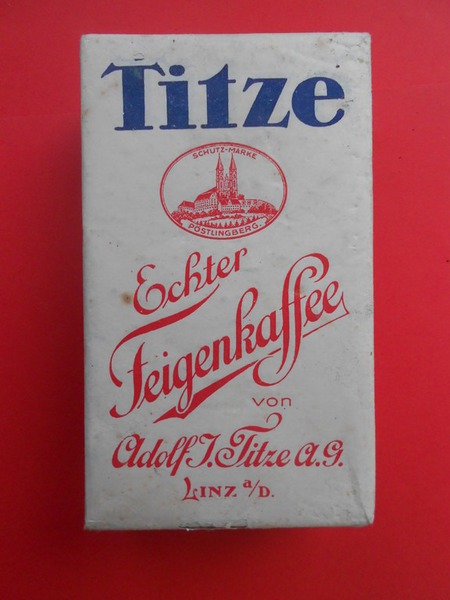 Titze
SCHUTZ-MARKE
PÖSTLINGBERG.
Echter
Feigenkaffee
von
Adolf J. Titze A.G.
LINZ a/D.